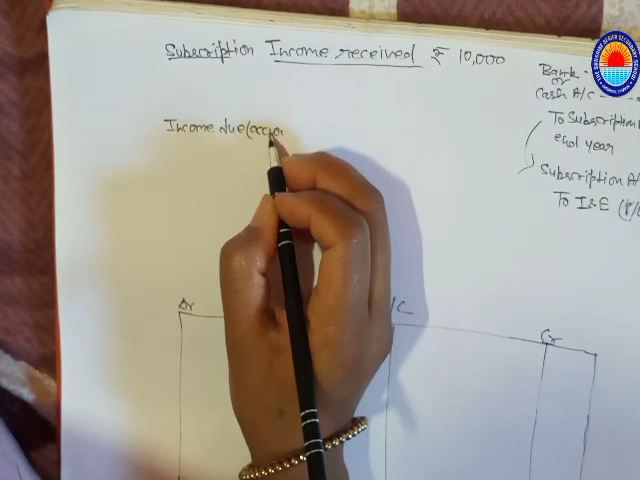 Subscription Income received ₹ 10,000
Income due (accru
Bank -
or
Cash A/C -
To Subscription
end year
Subscription A/
To I&E (
Dr
/C
Cr